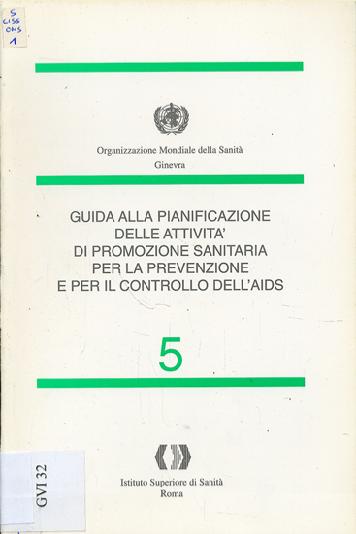 S
CISS
OMS
1
Organizzazione Mondiale della Sanità
Ginevra
GUIDA ALLA PIANIFICAZIONE
DELLE ATTIVITA'
DI PROMOZIONE SANITARIA
PER LA PREVENZIONE
E PER IL CONTROLLO DELL'AIDS
5
Istituto Superiore di Sanità
Roma
GVI 32